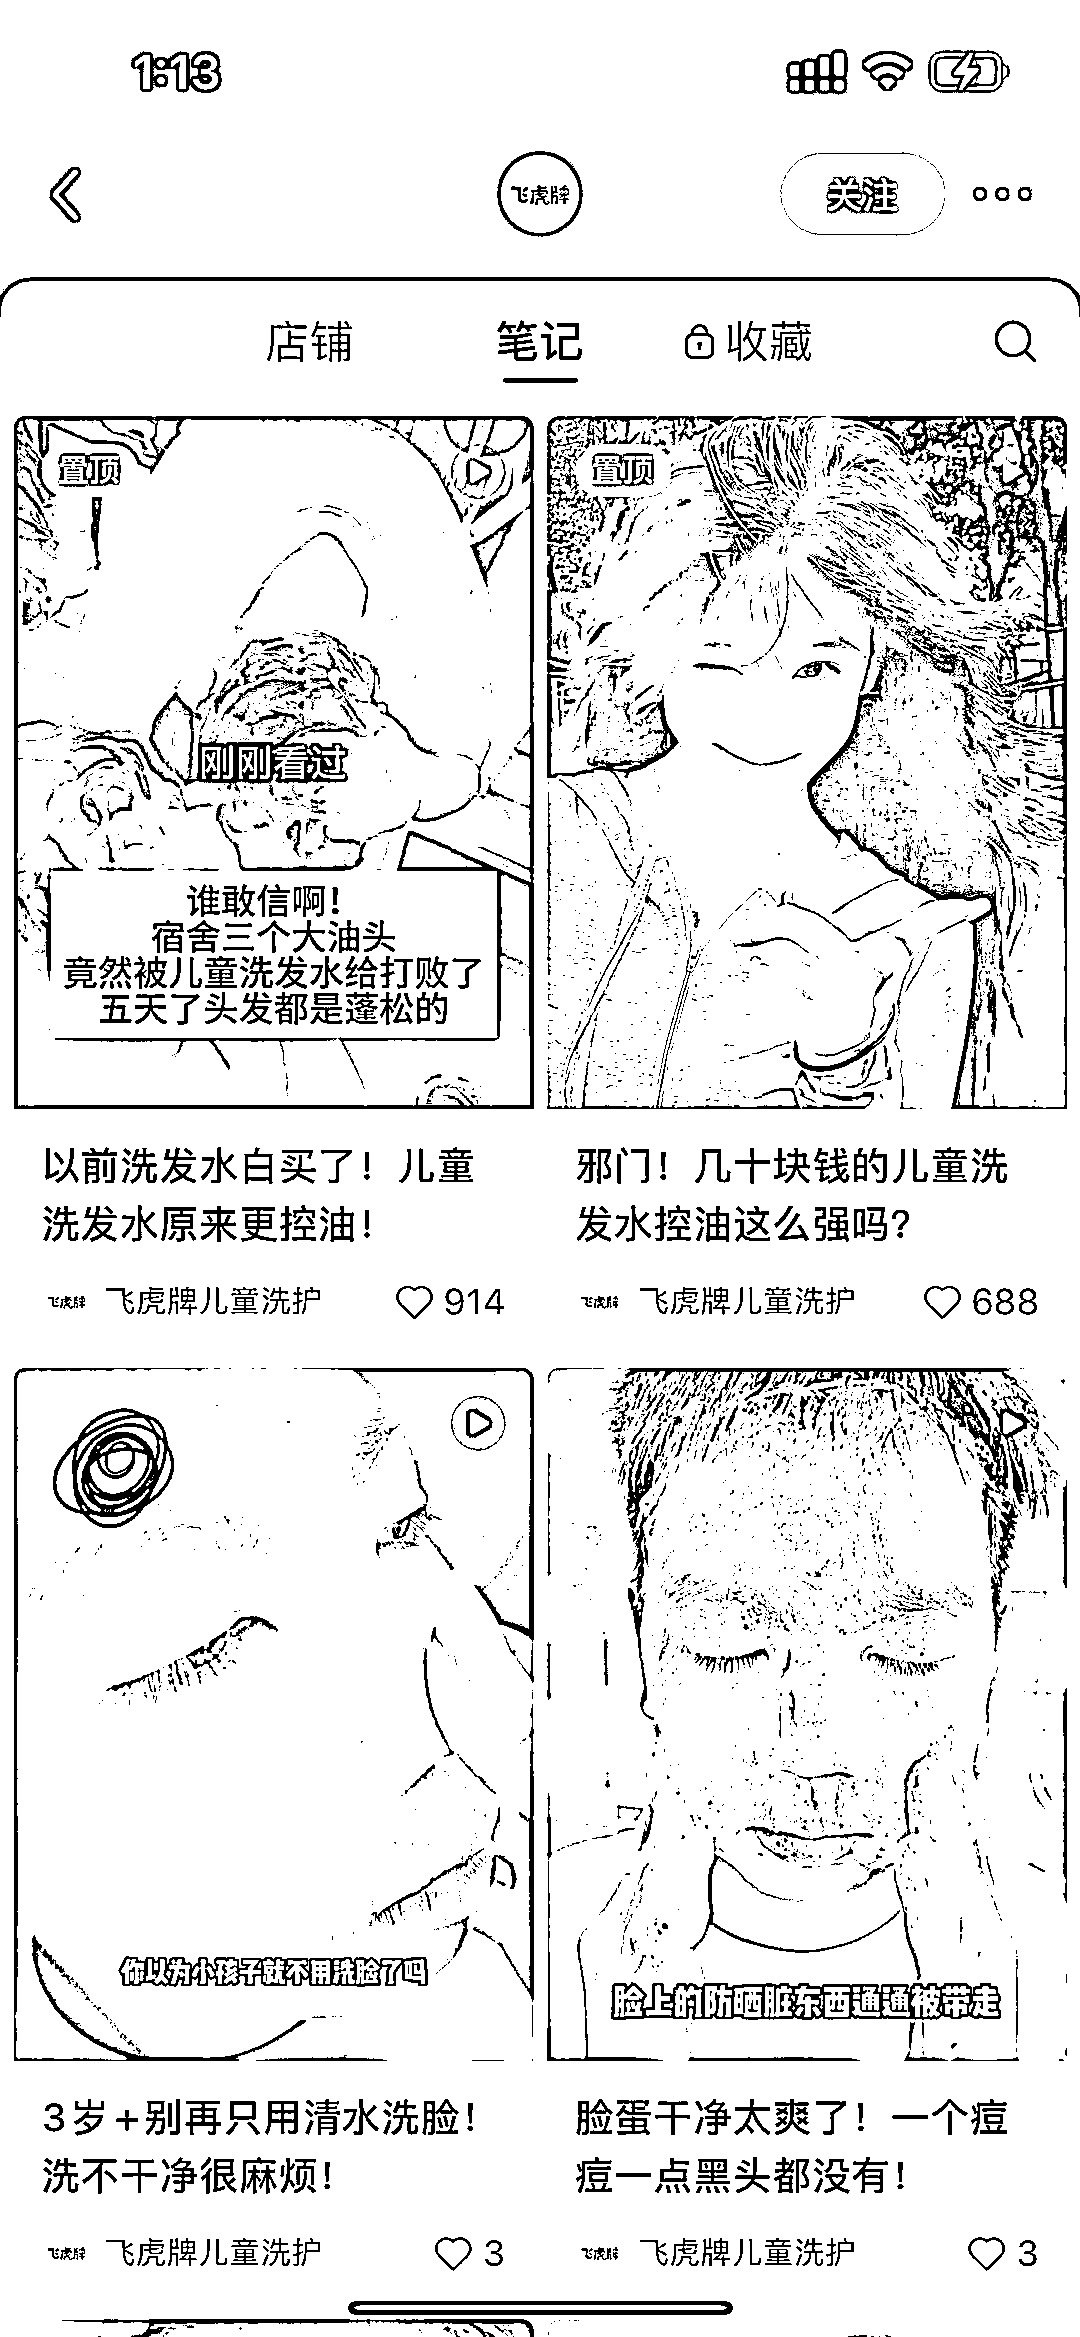 1:13
飞虎牌
关注
店铺
笔记
收藏
置顶
刚刚看过
谁敢信啊！
宿舍三个大油头
竟然被儿童洗发水给打败了
五天了头发都是蓬松的
以前洗发水白买了！儿童
洗发水原来更控油！
飞虎牌
飞虎牌儿童洗护
914
置顶
邪门！几十块钱的儿童洗
发水控油这么强吗？
飞虎牌
飞虎牌儿童洗护
688
你以为小孩子就不用洗脸了吗
3岁+别再只用清水洗脸！
洗不干净很麻烦！
飞虎牌
飞虎牌儿童洗护
3
脸上的防晒脏东西通通被带走
脸蛋干净太爽了！一个痘
痘一点黑头都没有！
飞虎牌
飞虎牌儿童洗护
3